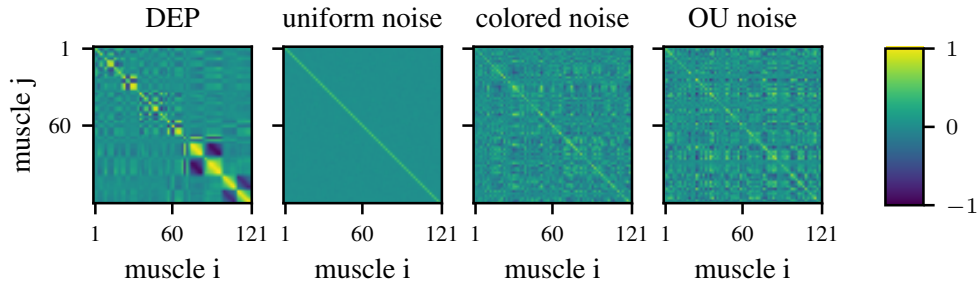 DEP uniform noise colored noise OU noise
muscle j
1
60
1 60 121 1 60 121 1 60 121 1 60 121
muscle i muscle i muscle i muscle i
1
0
−1